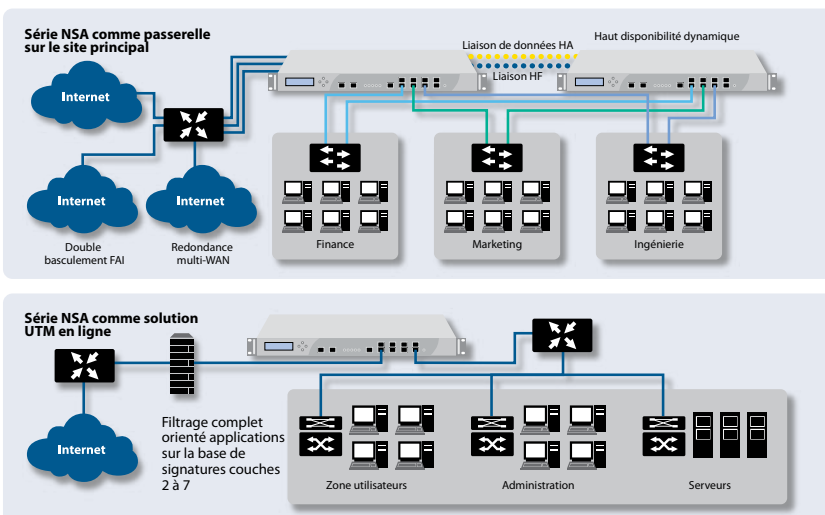 Série NSA comme passerelle
sur le site principal
Liaison de données HA
Haut disponibilité dynamique
Liaison HF
Internet
Internet
Internet
Double
basculement FAI
Redondance
multi-WAN
Finance
Marketing
Ingénierie
Série NSA comme solution
UTM en ligne
Internet
Filtrage complet
orienté applications
sur la base de
signatures couches
2 à 7
Zone utilisateurs
Administration
Serveurs